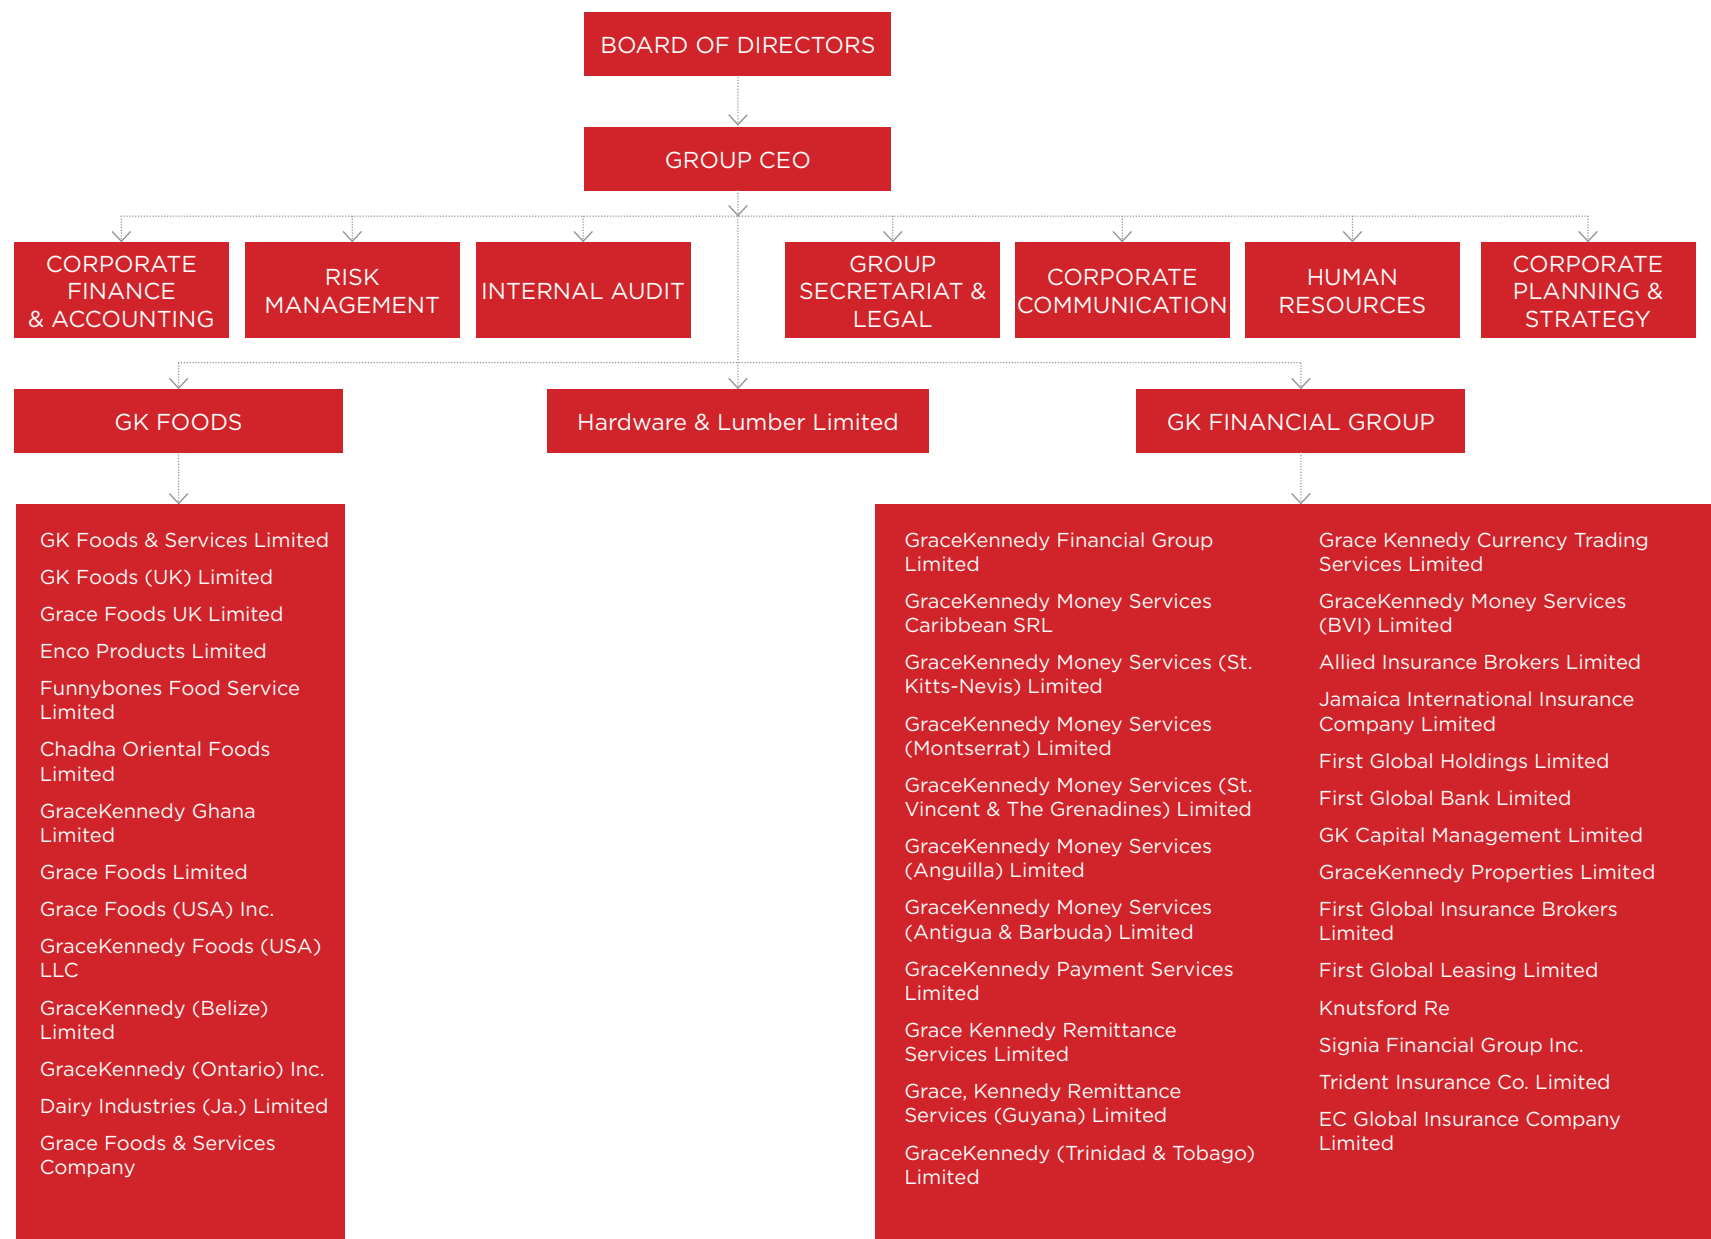 BOARD OF DIRECTORS
GROUP CEO
CORPORATE
FINANCE
& ACCOUNTING
RISK
MANAGEMENT
INTERNAL AUDIT
GROUP
SECRETARIAT &
LEGAL
CORPORATE
COMMUNICATION
HUMAN
RESOURCES
CORPORATE
PLANNING &
STRATEGY
GK FOODS
Hardware & Lumber Limited
GK FINANCIAL GROUP
GK Foods & Services Limited
GK Foods (UK) Limited
Grace Foods UK Limited
Enco Products Limited
Funnybones Food Service
Limited
Chadha Oriental Foods
Limited
GraceKennedy Ghana
Limited
Grace Foods Limited
Grace Foods (USA) Inc.
GraceKennedy Foods (USA)
LLC
GraceKennedy (Belize)
Limited
GraceKennedy (Ontario) Inc.
Dairy Industries (Ja.) Limited
Grace Foods & Services
Company
GraceKennedy Financial Group
Limited
GraceKennedy Money Services
Caribbean SRL
GraceKennedy Money Services (St.
Kitts-Nevis) Limited
GraceKennedy Money Services
(Montserrat) Limited
GraceKennedy Money Services (St.
Vincent & The Grenadines) Limited
GraceKennedy Money Services
(Anguilla) Limited
GraceKennedy Money Services
(Antigua & Barbuda) Limited
GraceKennedy Payment Services
Limited
Grace Kennedy Remittance
Services Limited
Grace, Kennedy Remittance
Services (Guyana) Limited
GraceKennedy (Trinidad & Tobago)
Limited
Grace Kennedy Currency Trading
Services Limited
GraceKennedy Money Services
(BVI) Limited
Allied Insurance Brokers Limited
Jamaica International Insurance
Company Limited
First Global Holdings Limited
First Global Bank Limited
GK Capital Management Limited
GraceKennedy Properties Limited
First Global Insurance Brokers
Limited
First Global Leasing Limited
Knutsford Re
Signia Financial Group Inc.
Trident Insurance Co. Limited
EC Global Insurance Company
Limited